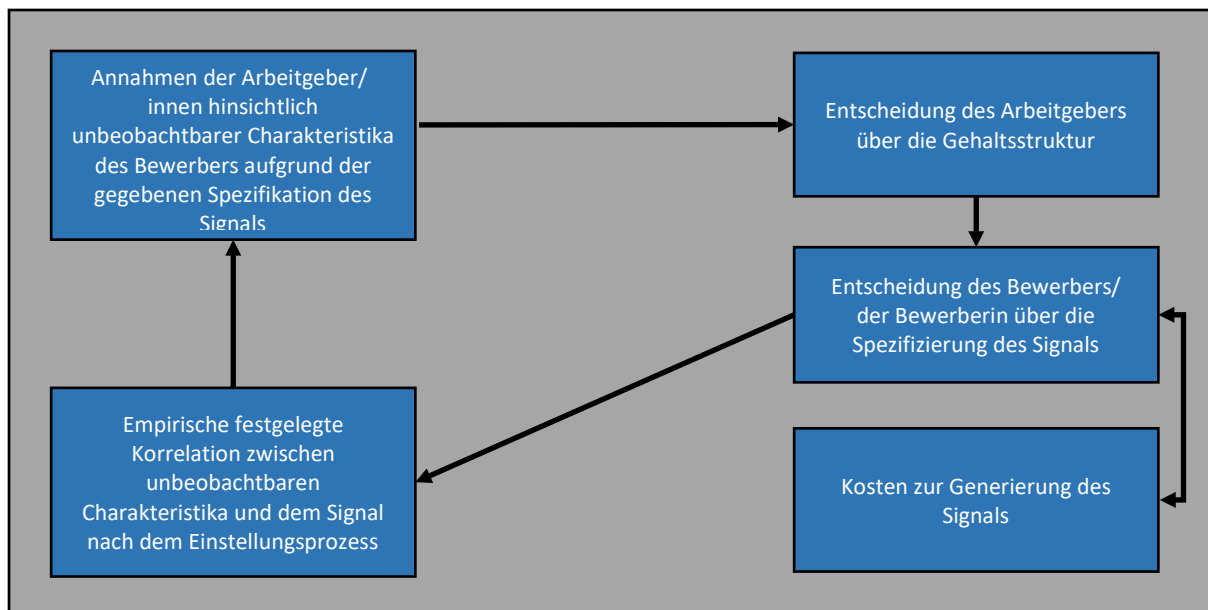 Annahmen der Arbeitgeber/
innen hinsichtlich
unbeobachtbarer Charakteristika
des Bewerbers aufgrund der
gegebenen Spezifikation des
Signals
Entscheidung des Arbeitgebers
über die Gehaltsstruktur
Entscheidung des Bewerbers/
der Bewerberin über die
Spezifizierung des Signals
Empirische festgelegte
Korrelation zwischen
unbeobachtbaren
Charakteristika und dem Signal
nach dem Einstellungsprozess
Kosten zur Generierung des
Signals